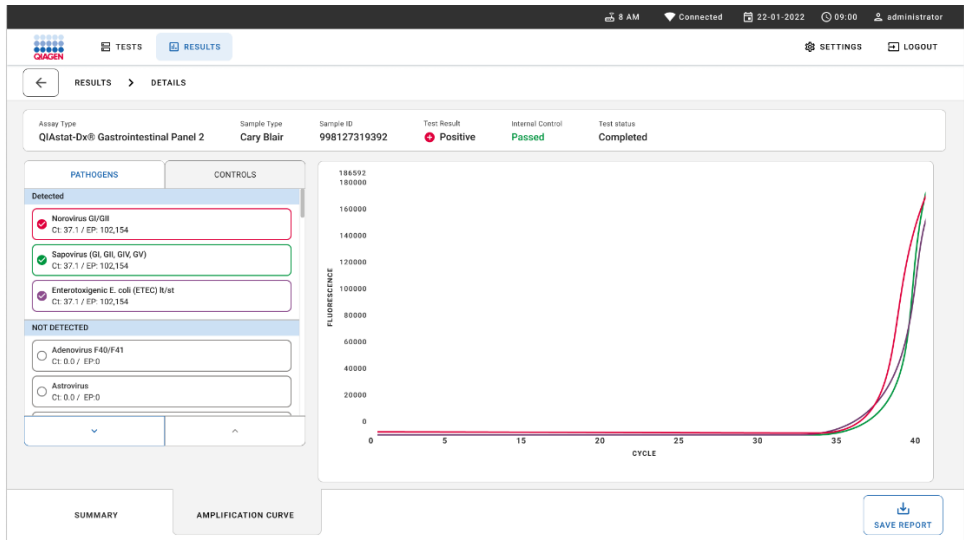 8 AM Connected 22-01-2022 09:00 administrator
QIAGEN TESTS RESULTS SETTINGS LOGOUT
RESULTS > DETAILS
Assay Type Sample Type Sample ID Test Result Internal Control Test status
QIAstat-Dx® Gastrointestinal Panel 2 Cary Blair 998127319392 Positive Passed Completed
PATHOGENS CONTROLS
Detected
Norovirus GI/GII
Ct: 37.1 / EP: 102,154
Sapovirus (GI, GII, GIV, GV)
Ct: 37.1 / EP: 102,154
Enterotoxigenic E. coli (ETEC) lt/st
Ct: 37.1 / EP: 102,154
NOT DETECTED
Adenovirus F40/F41
Ct: 0.0 / EP:0
Astrovirus
Ct: 0.0 / EP:0
186592
180000
160000
140000
120000
100000
80000
60000
40000
20000
0
FLUORESCENCE
0 5 15 20 25 30 35 40
CYCLE
SUMMARY AMPLIFICATION CURVE
SAVE REPORT